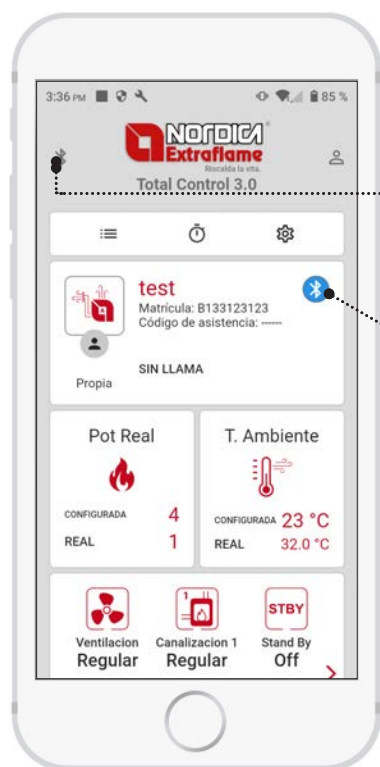 3:36 PM 85 %
NORDICA®
Extraflame
Riscalda la vita.
Total Control 3.0
test
Matrícula: B133123123
Código de asistencia: -----
SIN LLAMA
Propia
Pot Real
CONFIGURADA 4
REAL 1
T. Ambiente
CONFIGURADA 23 °C
REAL 32.0 °C
Ventilacion
Regular
1
Canalizacion 1
Regular
STBY
Stand By
Off